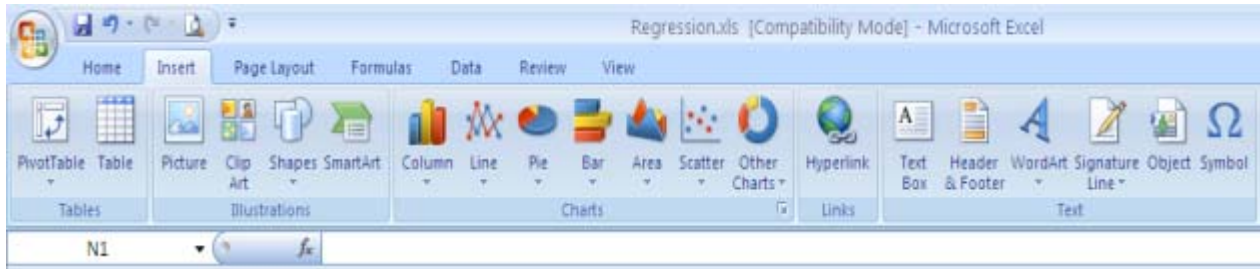 Regression.xls [Compatibility Mode] - Microsoft Excel
Home Insert Page Layout Formulas Data Review View
PivotTable Table Picture Clip Art Shapes SmartArt Column Line Pie Bar Area Scatter Other Charts Hyperlink Text Box Header & Footer WordArt Signature Line Object Symbol
Tables Illustrations Charts Links Text
N1 fx